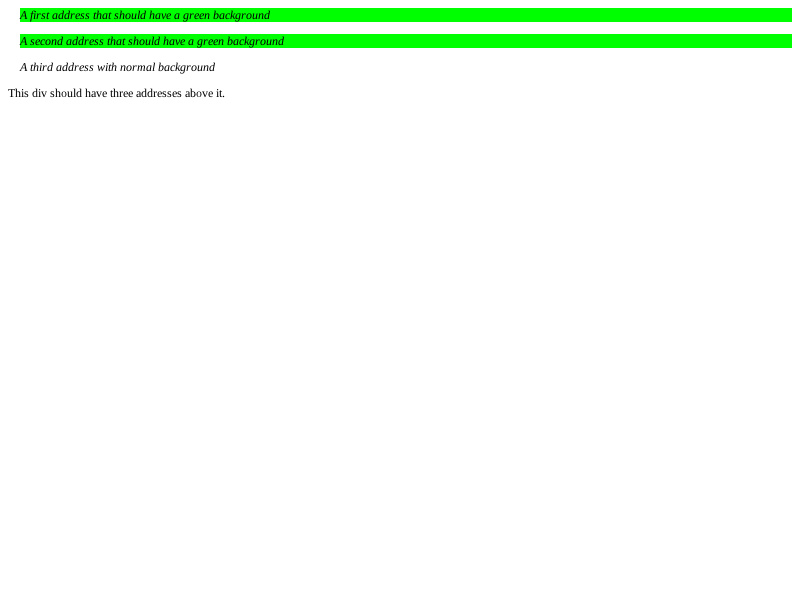 A first address that should have a green background
A second address that should have a green background
A third address with normal background
This div should have three addresses above it.